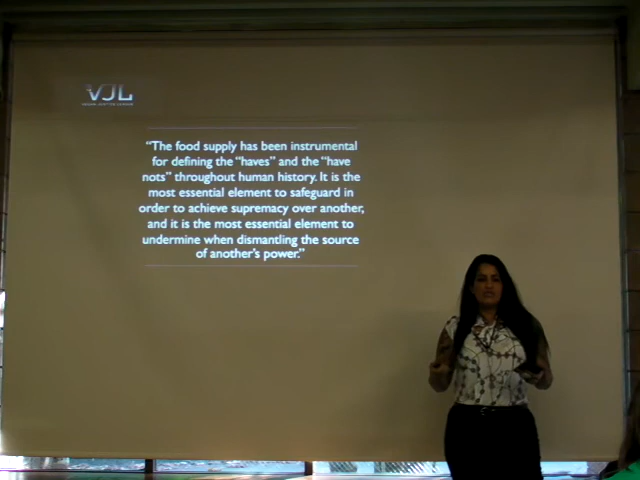 VJL
“The food supply has been instrumental
for defining the “haves” and the “have
nots” throughout human history. It is the
most essential element to safeguard in
order to achieve supremacy over another,
and it is the most essential element to
undermine when dismantling the source
of another’s power.”